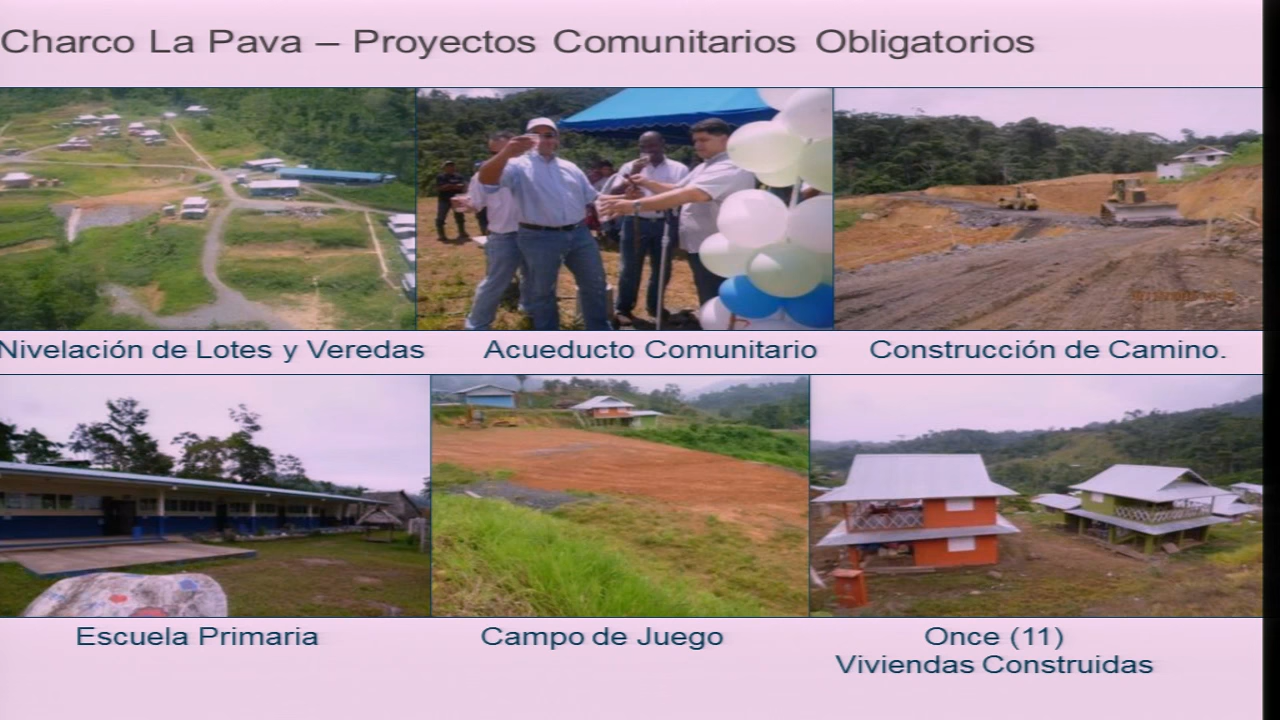 Charco La Pava – Proyectos Comunitarios Obligatorios
Nivelación de Lotes y Veredas
Acueducto Comunitario
Construcción de Camino.
Escuela Primaria
Campo de Juego
Once (11)
Viviendas Construidas